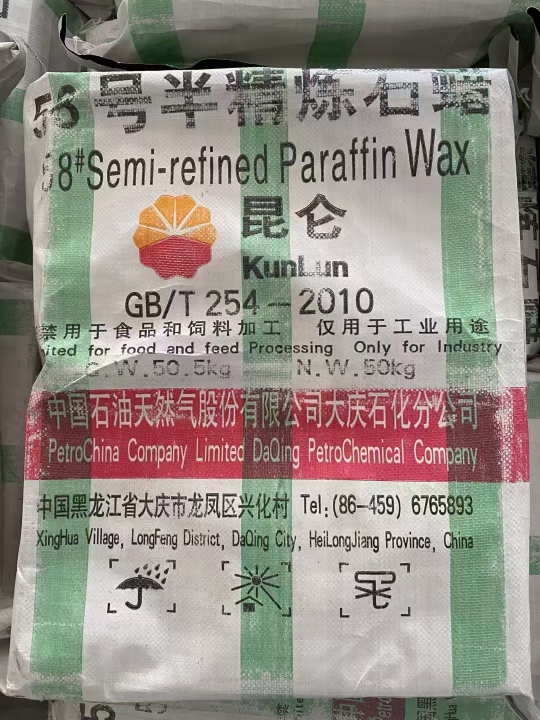 58号半精炼石蜡
58#Semi-refined Paraffin Wax
昆仑
KunLun
GB/T 254—2010
禁用于食品和饲料加工 仅用于工业用途
ited for food and feed Processing Only for Industry
G.W.50.5kg N.W.50kg
中国石油天然气股份有限公司大庆石化分公司
PetroChina Company Limited DaQing PetroChemical Company
中国黑龙江省大庆市龙凤区兴化村 Tel:(86-459) 6765893
XingHua Village, LongFeng District, DaQing City, HeiLongJiang Province, China